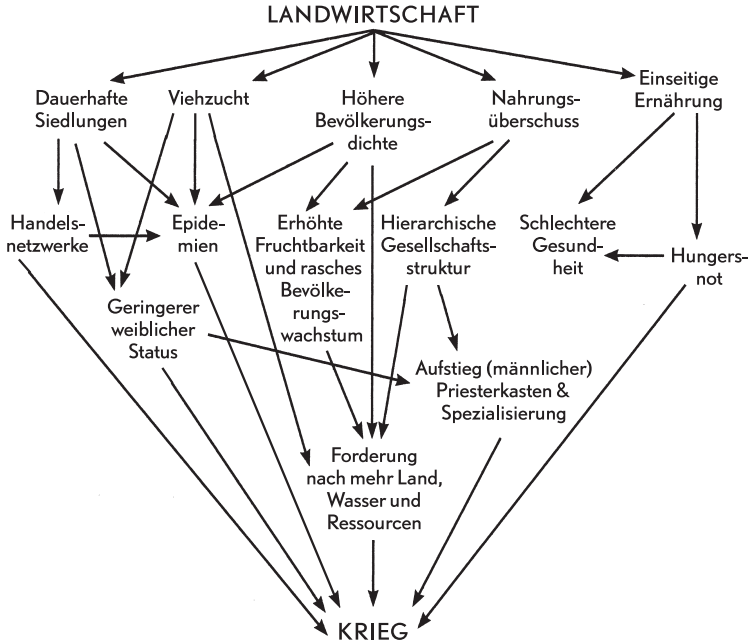 LANDWIRTSCHAFT
Dauerhafte
Siedlungen
Viehzucht
Höhere
Bevölkerungs-
dichte
Nahrungs-
überschuss
Einseitige
Ernährung
Handels-
netzwerke
Epide-
mien
Erhöhte
Fruchtbarkeit
und rasches
Bevölke-
rungs-
wachstum
Hierarchische
Gesellschafts-
struktur
Schlechtere
Gesund-
heit
Hungers-
not
Geringerer
weiblicher
Status
Aufstieg (männlicher)
Priesterkasten &
Spezialisierung
Forderung
nach mehr Land,
Wasser und
Ressourcen
KRIEG